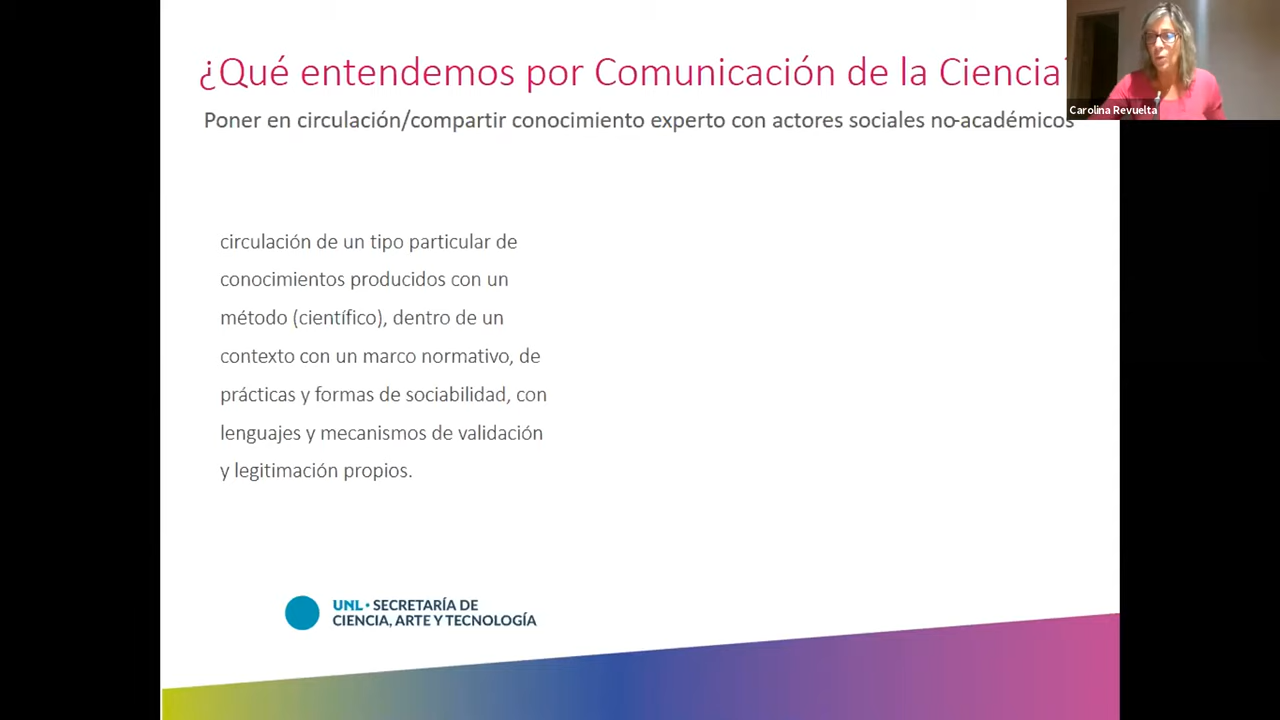 ¿Qué entendemos por Comunicación de la Ciencia
Poner en circulación/compartir conocimiento experto con actores sociales no-académicos
Carolina Revuelta
circulación de un tipo particular de
conocimientos producidos con un
método (científico), dentro de un
contexto con un marco normativo, de
prácticas y formas de sociabilidad, con
lenguajes y mecanismos de validación
y legitimación propios.
UNL • SECRETARÍA DE
CIENCIA, ARTE Y TECNOLOGÍA